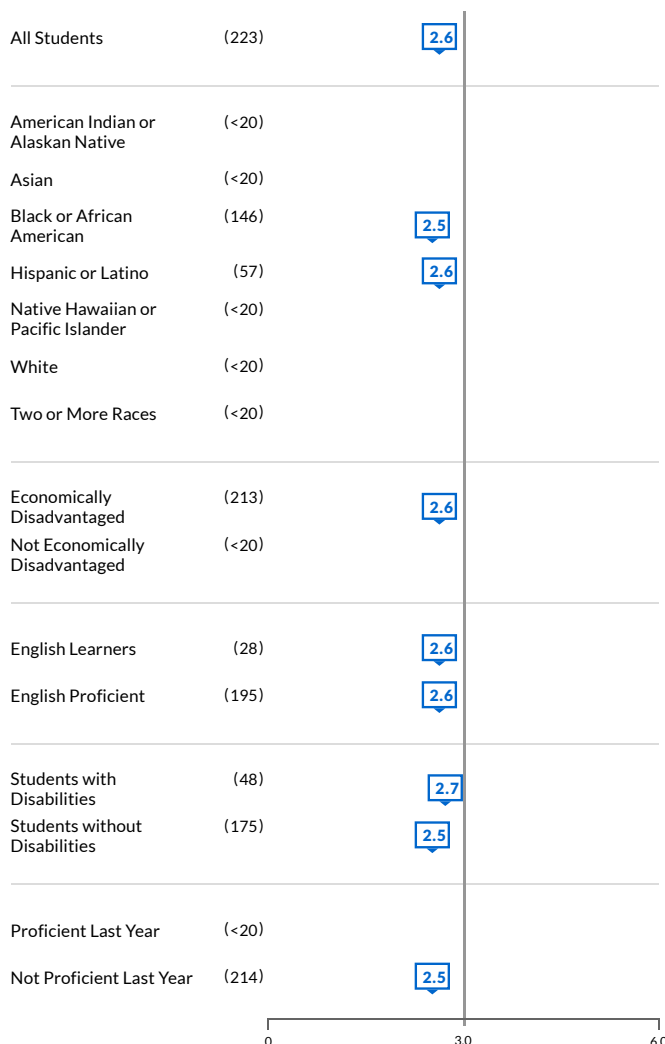 All Students (223) 2.6
American Indian or (<20)
Alaskan Native
Asian (<20)
Black or African (146) 2.5
American
Hispanic or Latino (57) 2.6
Native Hawaiian or (<20)
Pacific Islander
White (<20)
Two or More Races (<20)
Economically (213) 2.6
Disadvantaged
Not Economically (<20)
Disadvantaged
English Learners (28) 2.6
English Proficient (195) 2.6
Students with (48) 2.7
Disabilities
Students without (175) 2.5
Disabilities
Proficient Last Year (<20)
Not Proficient Last Year (214) 2.5
0 3.0 6.0